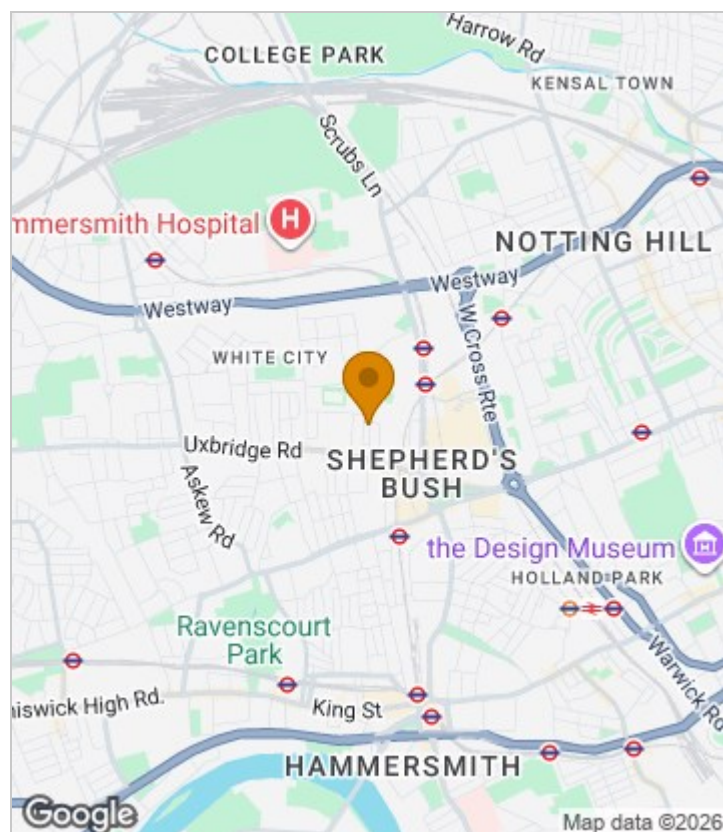 Harrow Rd
COLLEGE PARK
KENSAL TOWN
Scrubs Ln
mmersmith Hospital
H
NOTTING HILL
Westway
Westway
W Cross Rte
WHITE CITY
Uxbridge Rd
SHEPHERD'S
BUSH
Askew Rd
the Design Museum
HOLLAND PARK
Ravenscourt
Park
Warwick Rd
niswick High Rd.
King St
HAMMERSMITH
Google
Map data ©2026